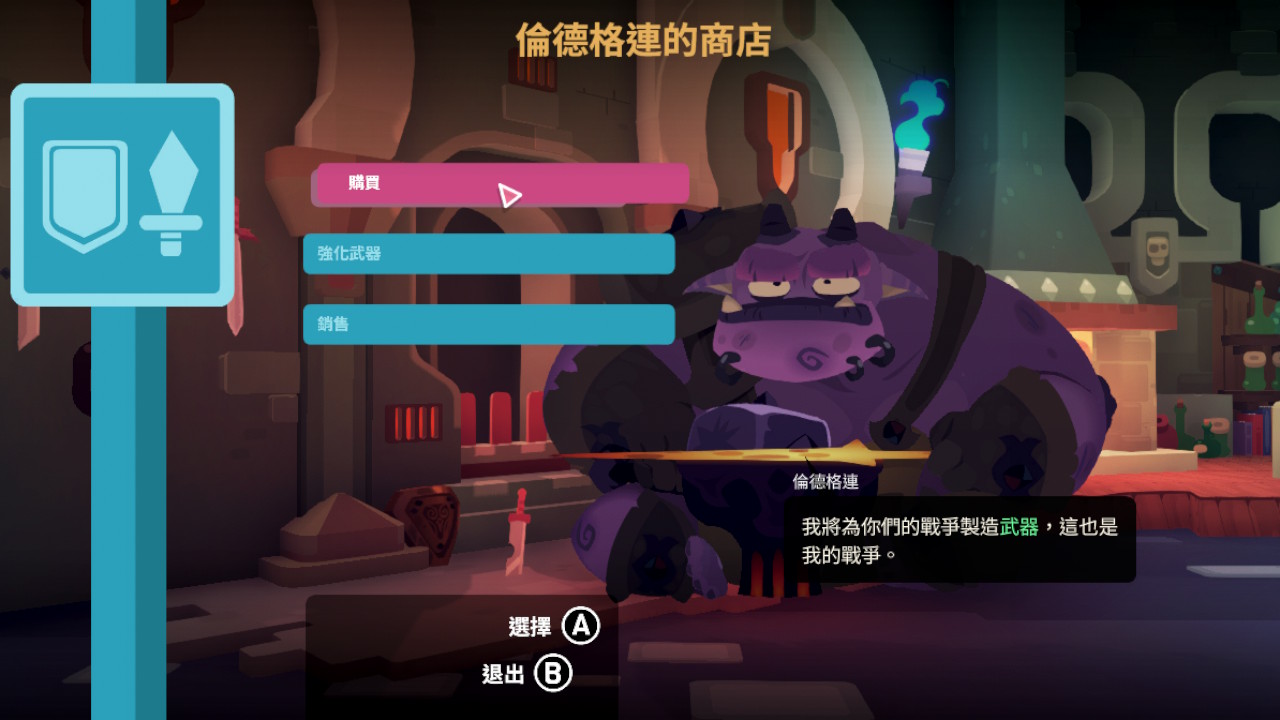 倫德格連的商店
購買
強化武器
銷售
倫德格連
我將為你們的戰爭製造武器，這也是
我的戰爭。
選擇 A
退出 B